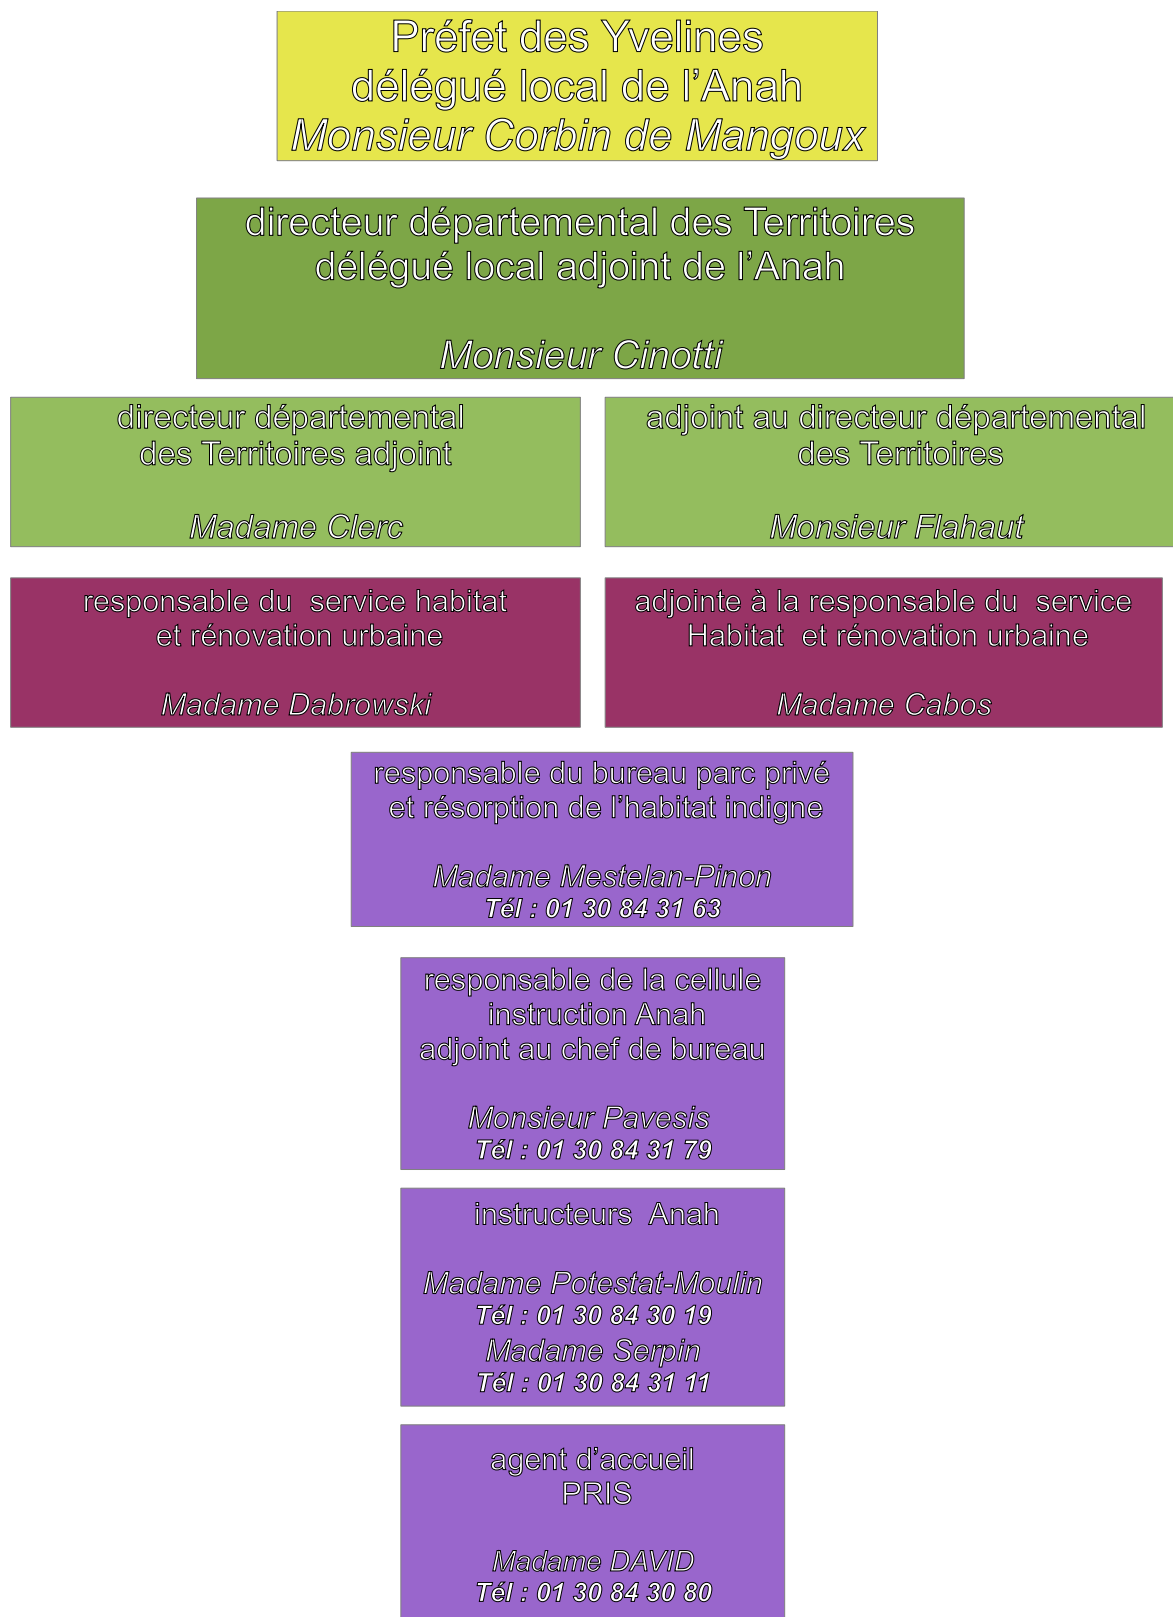 Préfet des Yvelines
délégué local de l’Anah
Monsieur Corbin de Mangoux
directeur départemental des Territoires
délégué local adjoint de l’Anah
Monsieur Cinotti
directeur départemental
des Territoires adjoint
Madame Clerc
adjoint au directeur départemental
des Territoires
Monsieur Flahaut
responsable du service habitat
et rénovation urbaine
Madame Dabrowski
adjointe à la responsable du service
Habitat et rénovation urbaine
Madame Cabos
responsable du bureau parc privé
et résorption de l’habitat indigne
Madame Mestelan-Pinon
Tél : 01 30 84 31 63
responsable de la cellule
instruction Anah
adjoint au chef de bureau
Monsieur Pavesis
Tél : 01 30 84 31 79
instructeurs Anah
Madame Potestat-Moulin
Tél : 01 30 84 30 19
Madame Serpin
Tél : 01 30 84 31 11
agent d’accueil
PRIS
Madame DAVID
Tél : 01 30 84 30 80